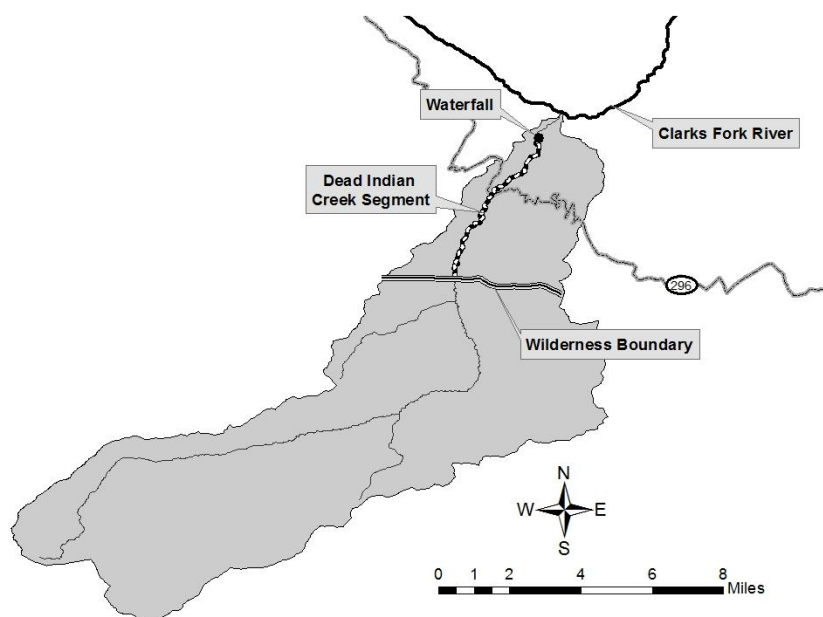 Waterfall
Clarks Fork River
Dead Indian
Creek Segment
296
Wilderness Boundary
N
W E
S
0 1 2 4 6 8
Miles